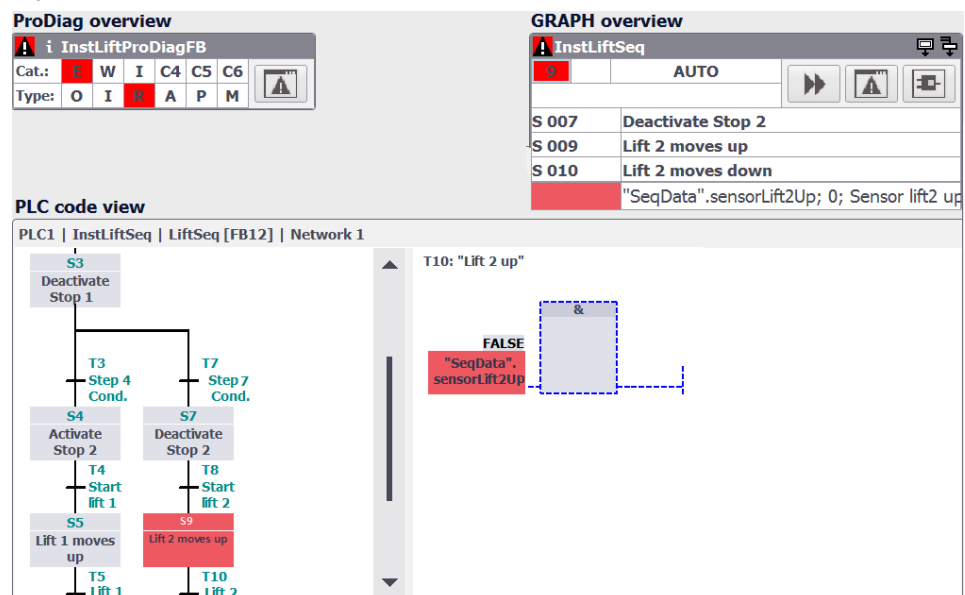 ProDiag overview
i InstLiftProDiagFB
Cat.: E W I C4 C5 C6
Type: O I R A P M
GRAPH overview
InstLiftSeq
9 AUTO
S 007 Deactivate Stop 2
S 009 Lift 2 moves up
S 010 Lift 2 moves down
"SeqData".sensorLift2Up; 0; Sensor lift2 up
PLC code view
PLC1 | InstLiftSeq | LiftSeq [FB12] | Network 1
S3
Deactivate
Stop 1
T3
Step 4
Cond.
T7
Step 7
Cond.
S4
Activate
Stop 2
S7
Deactivate
Stop 2
T4
Start
lift 1
T8
Start
lift 2
S5
Lift 1 moves
up
S9
Lift 2 moves up
T5
Lift 1
T10
Lift 2
T10: "Lift 2 up"
&
FALSE
"SeqData".
sensorLift2Up